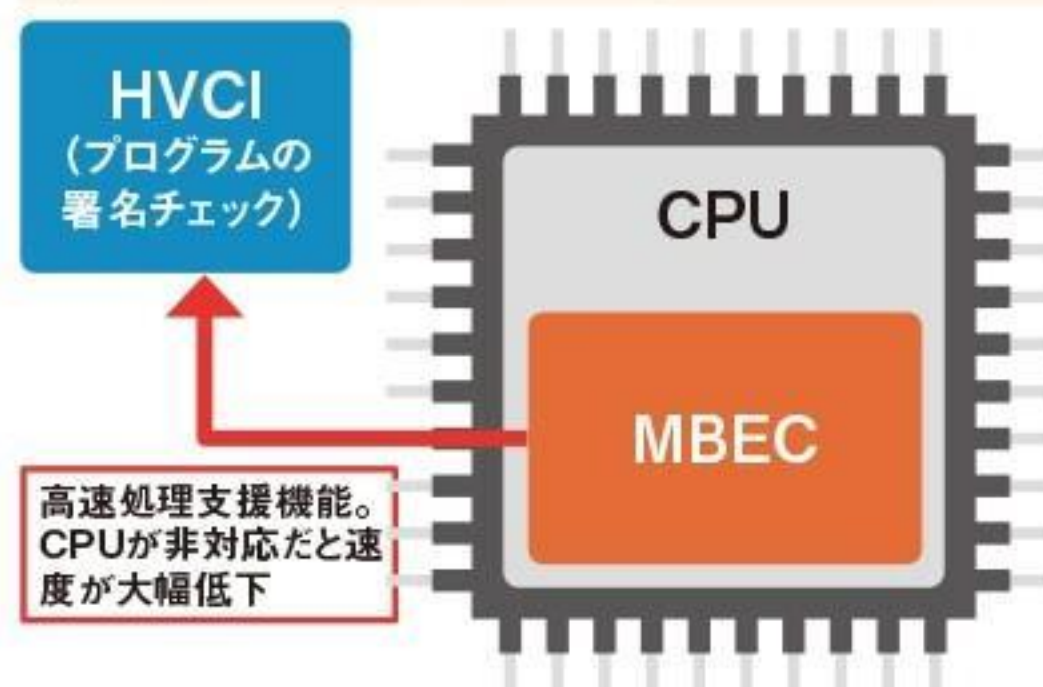 HVCI
(プログラムの
署名チェック)
CPU
MBEC
高速処理支援機能。
CPUが非対応だと速
度が大幅低下